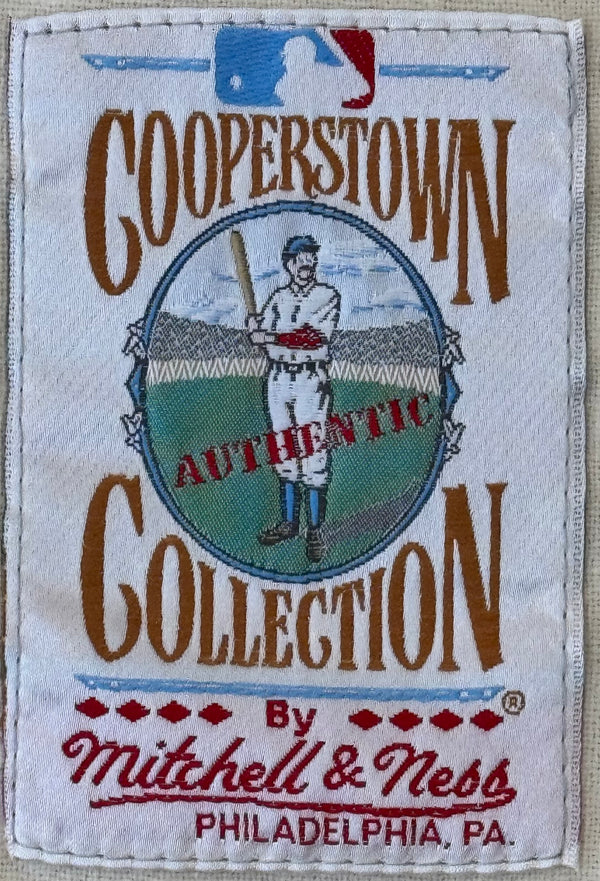 COOPERSTOWN
AUTHENTIC
COLLECTION
®
By
Mitchell & Ness
PHILADELPHIA, PA.